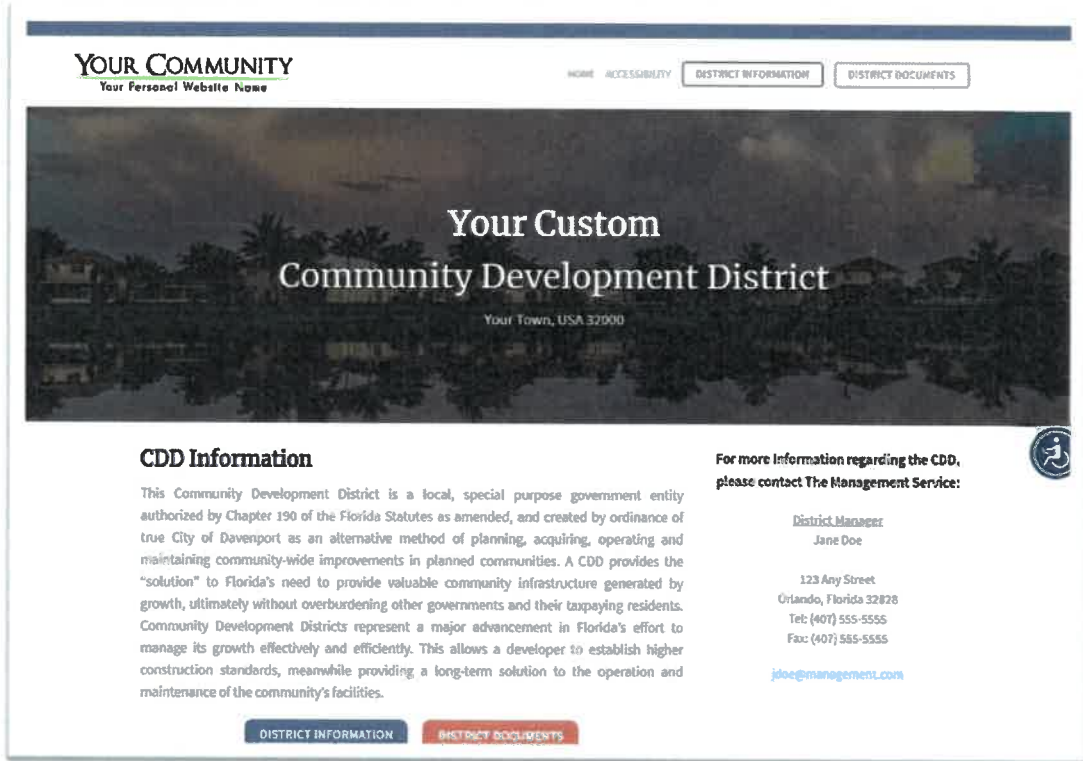 YOUR COMMUNITY
Your Personal Website Name
HOME ACCESSIBILITY DISTRICT INFORMATION DISTRICT DOCUMENTS
Your Custom
Community Development District
Your Town, USA 32000
CDD Information
This Community Development District is a local, special purpose government entity
authorized by Chapter 190 of the Florida Statutes as amended, and created by ordinance of
true City of Davenport as an alternative method of planning, acquiring, operating and
maintaining community-wide improvements in planned communities. A CDD provides the
"solution" to Florida's need to provide valuable community infrastructure generated by
growth, ultimately without overburdening other governments and their taxpaying residents.
Community Development Districts represent a major advancement in Florida's effort to
manage its growth effectively and efficiently. This allows a developer to establish higher
construction standards, meanwhile providing a long-term solution to the operation and
maintenance of the community's facilities.
DISTRICT INFORMATION DISTRICT DOCUMENTS
For more Information regarding the CDD,
please contact The Management Service:
District Manager
Jane Doe
123 Any Street
Orlando, Florida 32828
Tel: (407) 555-5555
Fax: (407) 555-5555
jdoe@management.com